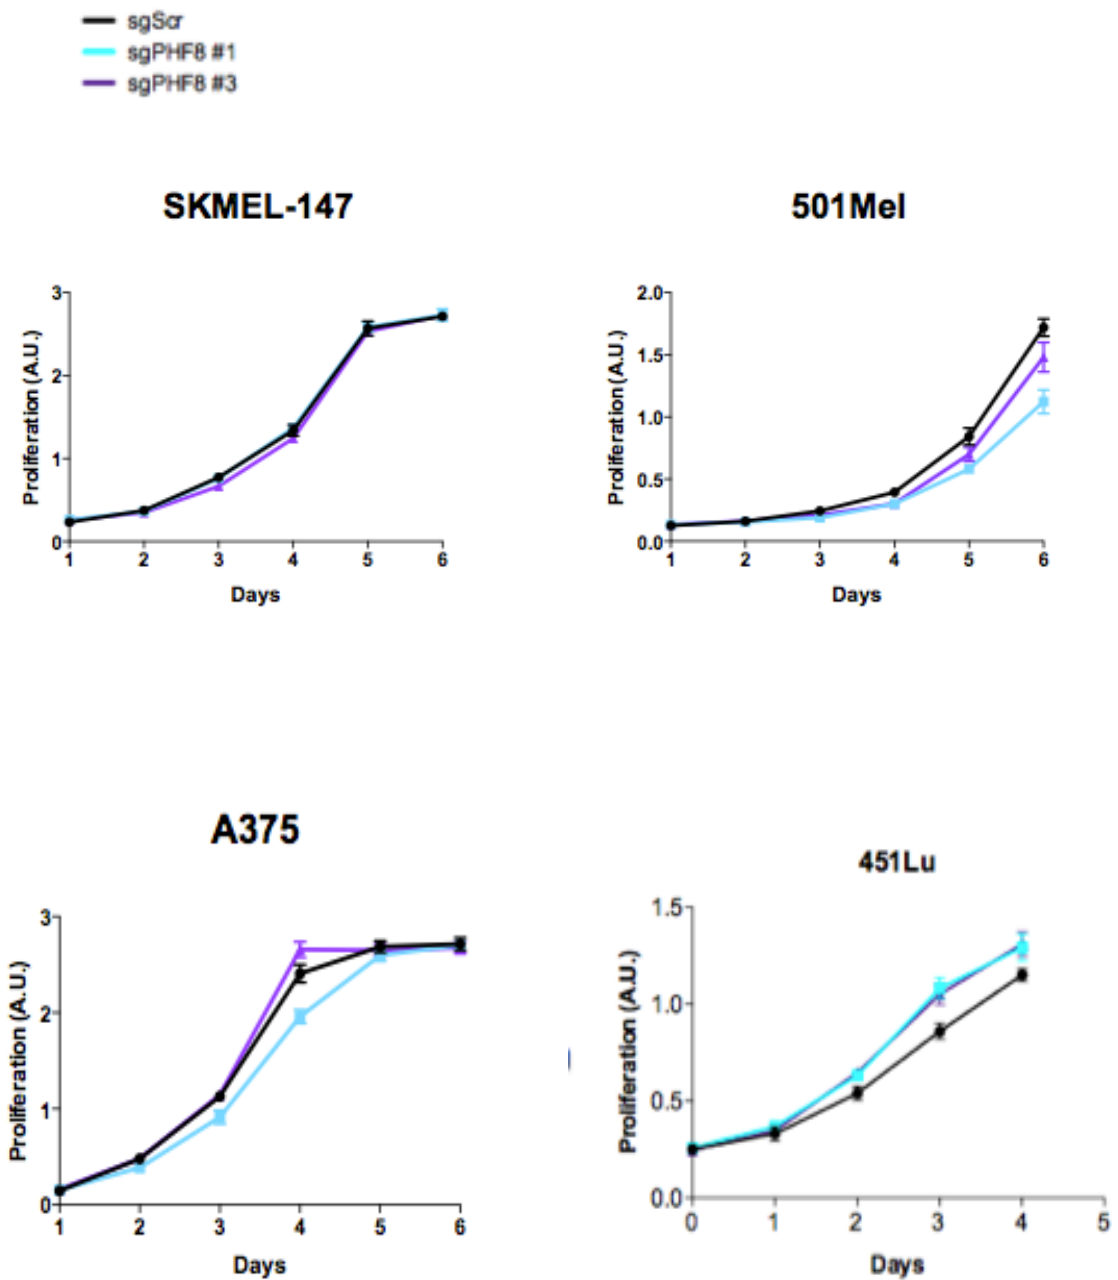 sgScr
sgPHF8 #1
sgPHF8 #3
SKMEL-147
Proliferation (A.U.)
3
2
1
0
1 2 3 4 5 6
Days
501Mel
Proliferation (A.U.)
2.0
1.5
1.0
0.5
0.0
1 2 3 4 5 6
Days
A375
Proliferation (A.U.)
3
2
1
0
1 2 3 4 5 6
Days
451Lu
Proliferation (A.U.)
1.5
1.0
0.5
0.0
0 1 2 3 4 5
Days